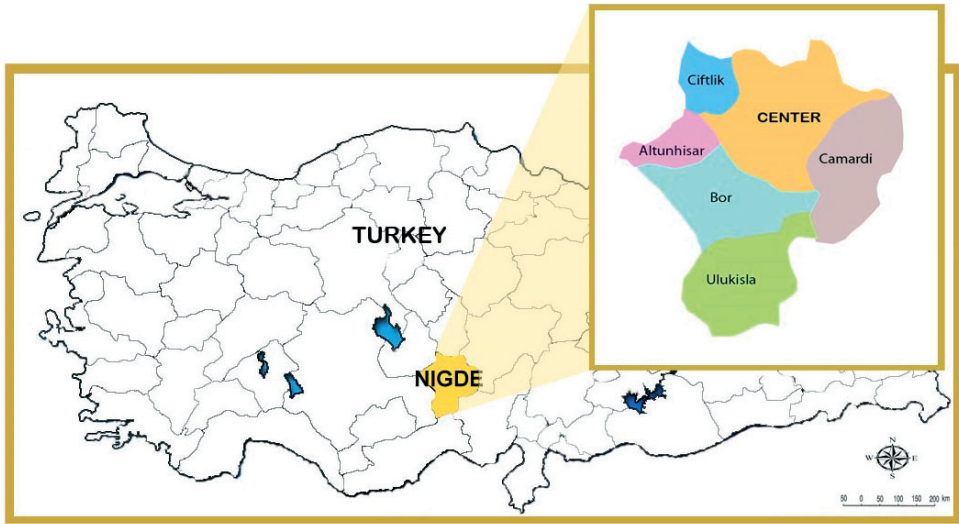 Ciftlik
CENTER
Altunhisar
Camardi
Bor
Ulukisla
TURKEY
NIGDE
N
W E
S
50 0 50 100 150 200 km